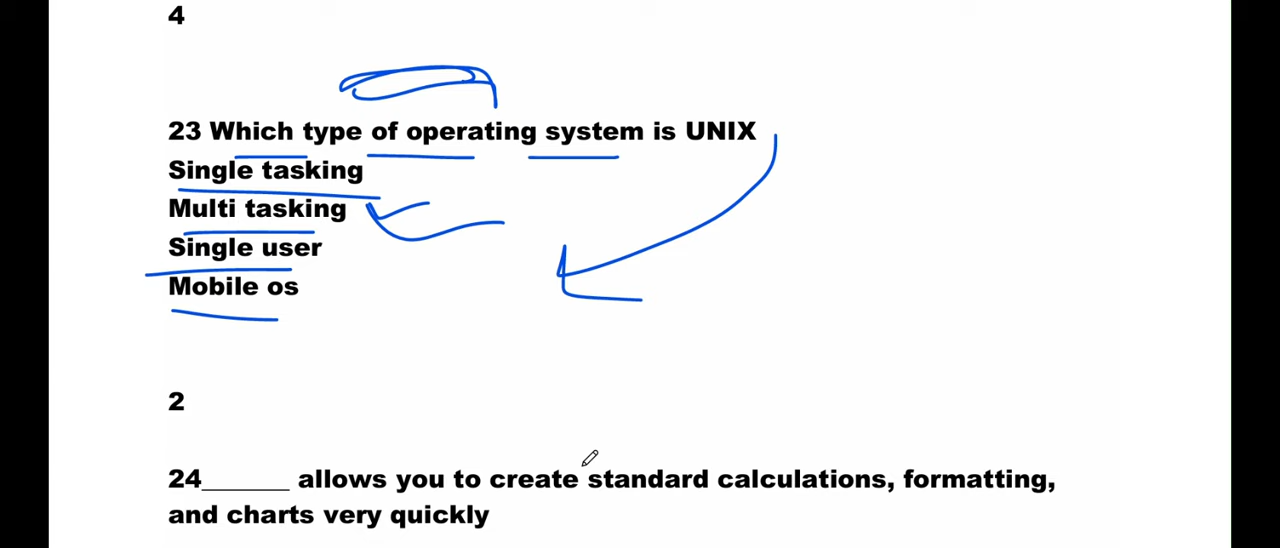 4
23 Which type of operating system is UNIX
Single tasking
Multi tasking
Single user
Mobile os
2
24______ allows you to create standard calculations, formatting,
and charts very quickly